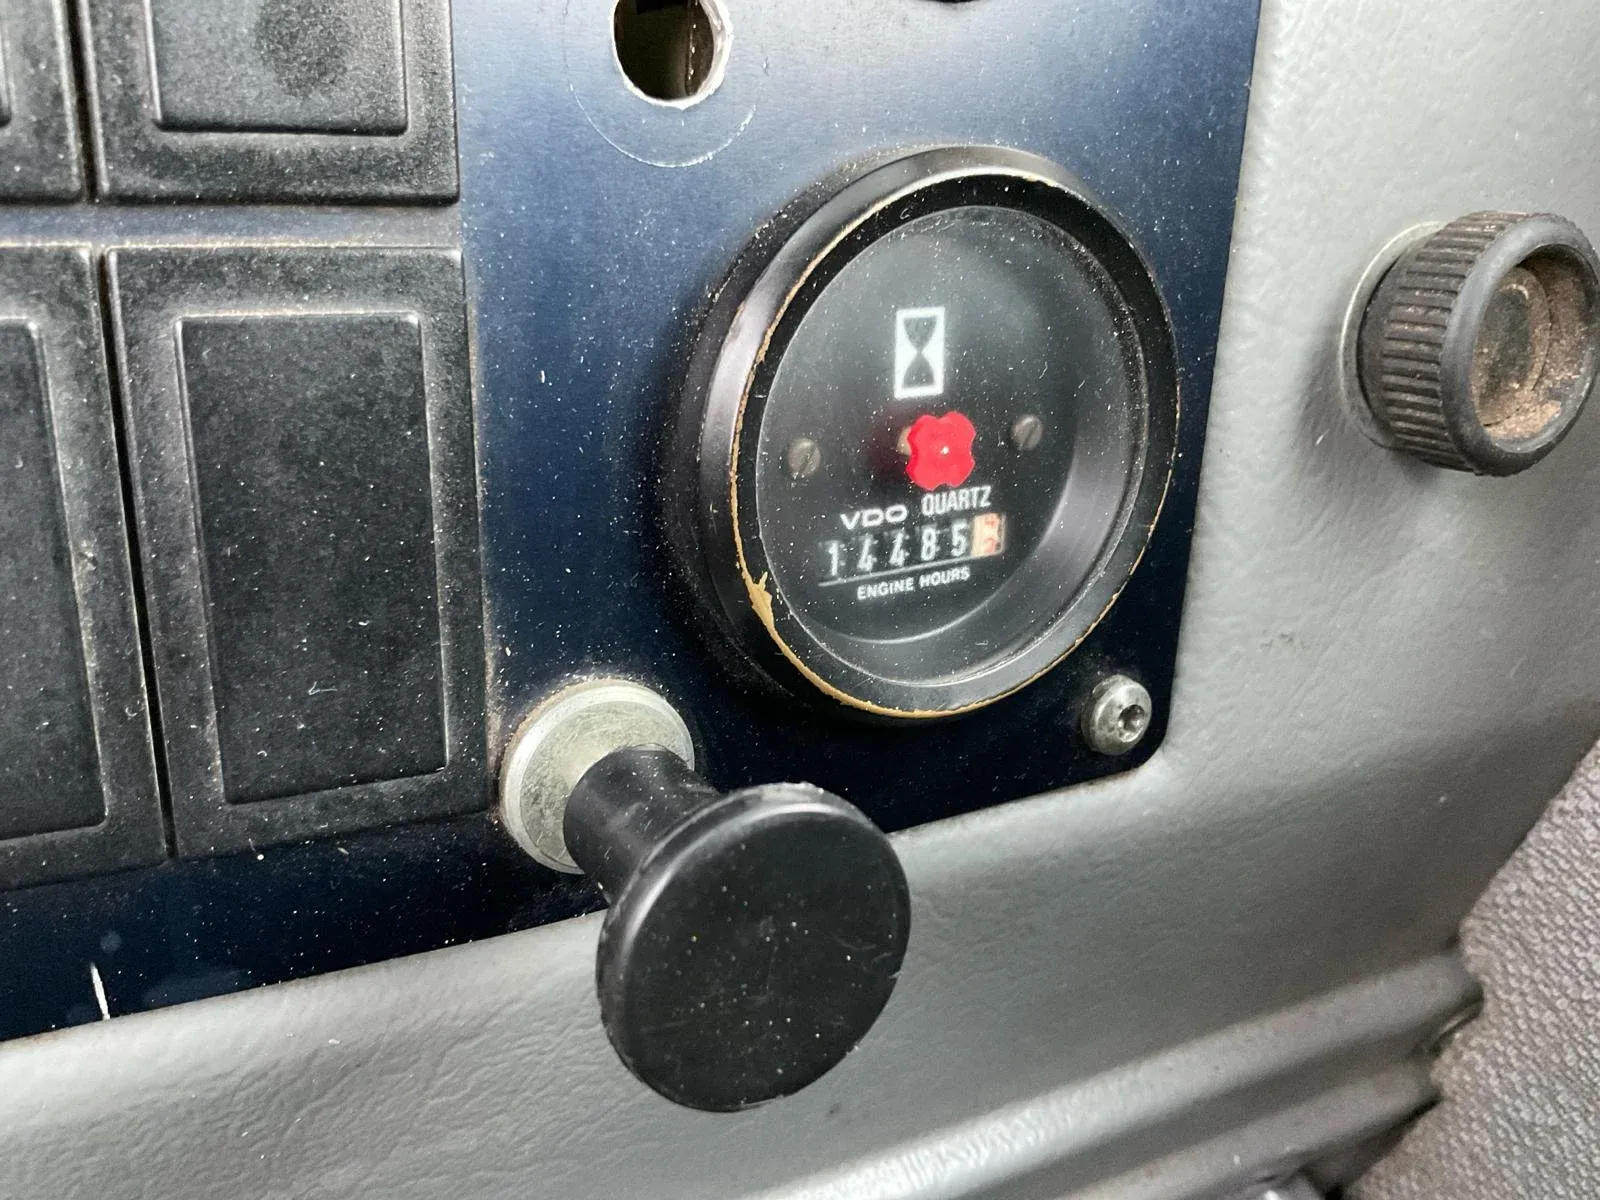 VDO QUARTZ
14485
ENGINE HOURS